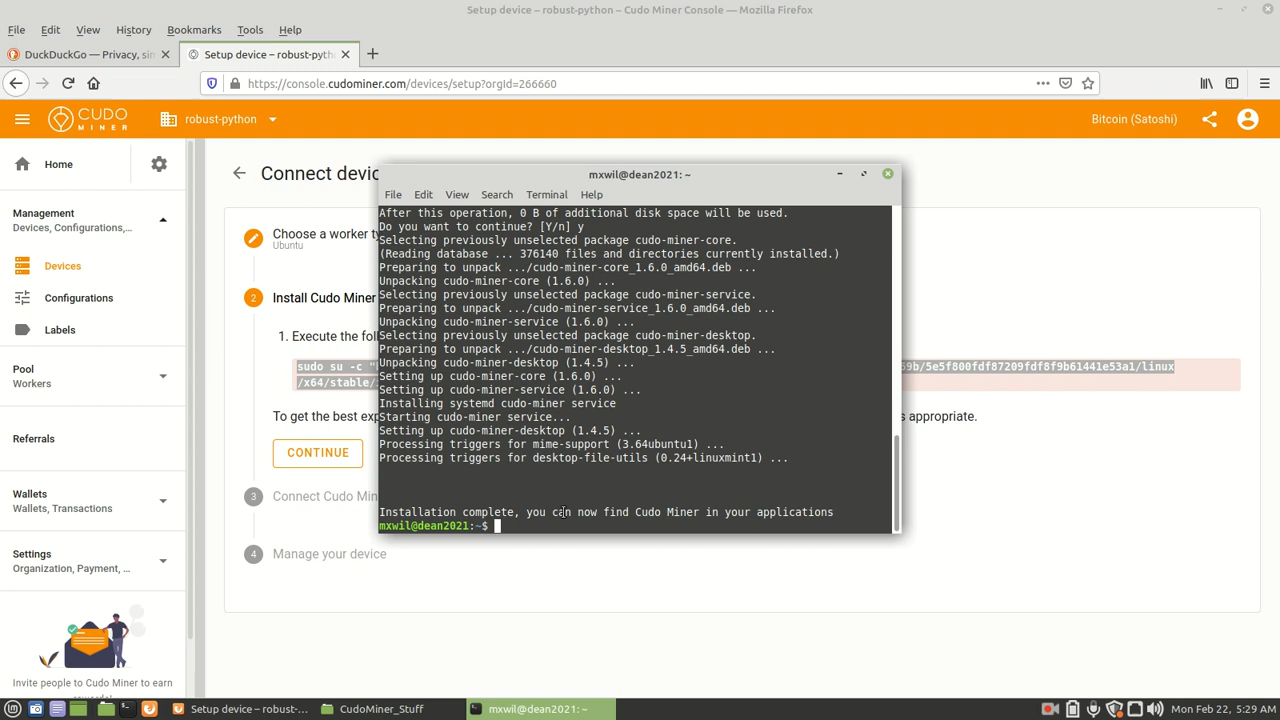 Setup device – robust-python – Cudo Miner Console — Mozilla Firefox
File Edit View History Bookmarks Tools Help
DuckDuckGo — Privacy, sim
Setup device – robust-pyth
https://console.cudominer.com/devices/setup?orgId=266660
CUDO MINER
robust-python
Bitcoin (Satoshi)
Home
Management
Devices, Configurations,...
Devices
Configurations
Labels
Pool
Workers
Referrals
Wallets
Wallets, Transactions
Settings
Organization, Payment, ...
Invite people to Cudo Miner to earn
Connect devic
Choose a worker ty
Ubuntu
2
Install Cudo Miner
1. Execute the foll
sudo su -c "
69b/5e5f800fdf87209fdf8f9b61441e53a1/linux
/x64/stable/
To get the best exp
s appropriate.
CONTINUE
3
Connect Cudo Min
4
Manage your device
mxwil@dean2021: ~
File Edit View Search Terminal Help
After this operation, 0 B of additional disk space will be used.
Do you want to continue? [Y/n] y
Selecting previously unselected package cudo-miner-core.
(Reading database ... 376140 files and directories currently installed.)
Preparing to unpack .../cudo-miner-core_1.6.0_amd64.deb ...
Unpacking cudo-miner-core (1.6.0) ...
Selecting previously unselected package cudo-miner-service.
Preparing to unpack .../cudo-miner-service_1.6.0_amd64.deb ...
Unpacking cudo-miner-service (1.6.0) ...
Selecting previously unselected package cudo-miner-desktop.
Preparing to unpack .../cudo-miner-desktop_1.4.5_amd64.deb ...
Unpacking cudo-miner-desktop (1.4.5) ...
Setting up cudo-miner-core (1.6.0) ...
Setting up cudo-miner-service (1.6.0) ...
Installing systemd cudo-miner service
Starting cudo-miner service...
Setting up cudo-miner-desktop (1.4.5) ...
Processing triggers for mime-support (3.64ubuntu1) ...
Processing triggers for desktop-file-utils (0.24+linuxmint1) ...
Installation complete, you can now find Cudo Miner in your applications
mxwil@dean2021:~$
Setup device – robust-...
CudoMiner_Stuff
mxwil@dean2021: ~
Mon Feb 22, 5:29 AM